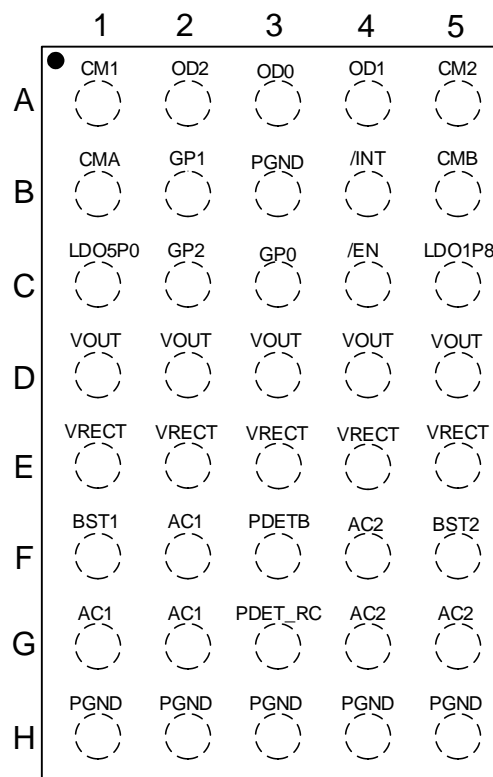 1 2 3 4 5
A CM1 OD2 OD0 OD1 CM2
B CMA GP1 PGND /INT CMB
C LDO5P0 GP2 GP0 /EN LDO1P8
D VOUT VOUT VOUT VOUT VOUT
E VRECT VRECT VRECT VRECT VRECT
F BST1 AC1 PDETB AC2 BST2
G AC1 AC1 PDET_RC AC2 AC2
H PGND PGND PGND PGND PGND